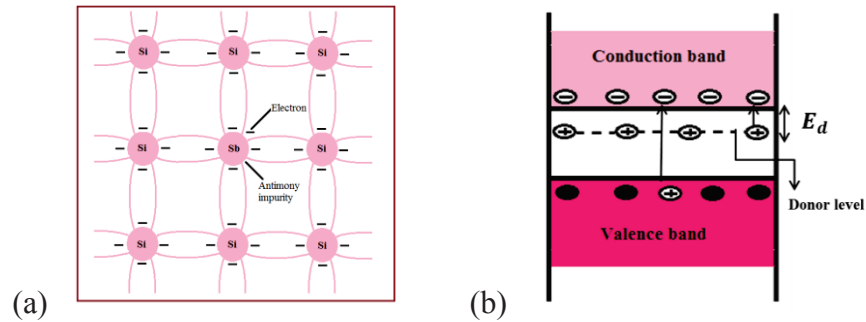 Si Si Si
Electron
Si Sb Si
Antimony
impurity
Si Si Si
(a)
Conduction band
E_d
Donor level
Valence band
(b)